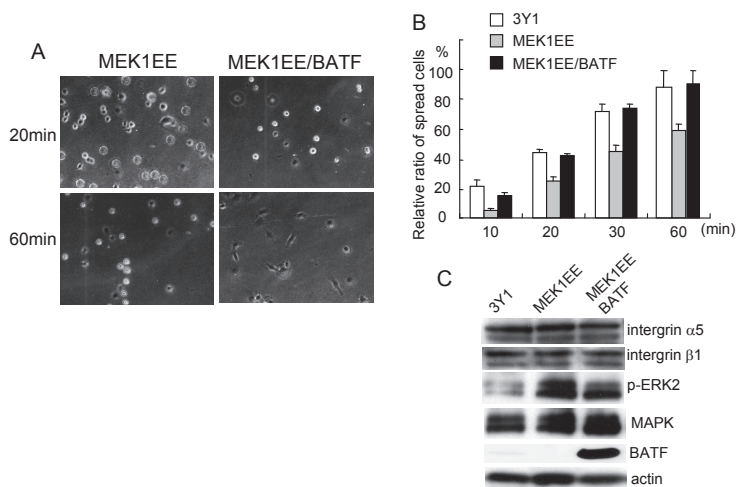 A
MEK1EE MEK1EE/BATF
20min
60min
B
3Y1
MEK1EE
MEK1EE/BATF
%
100
80
60
40
20
0
Relative ratio of spread cells
10 20 30 60 (min)
C
3Y1 MEK1EE MEK1EE BATF
intergrin α5
intergrin β1
p-ERK2
MAPK
BATF
actin